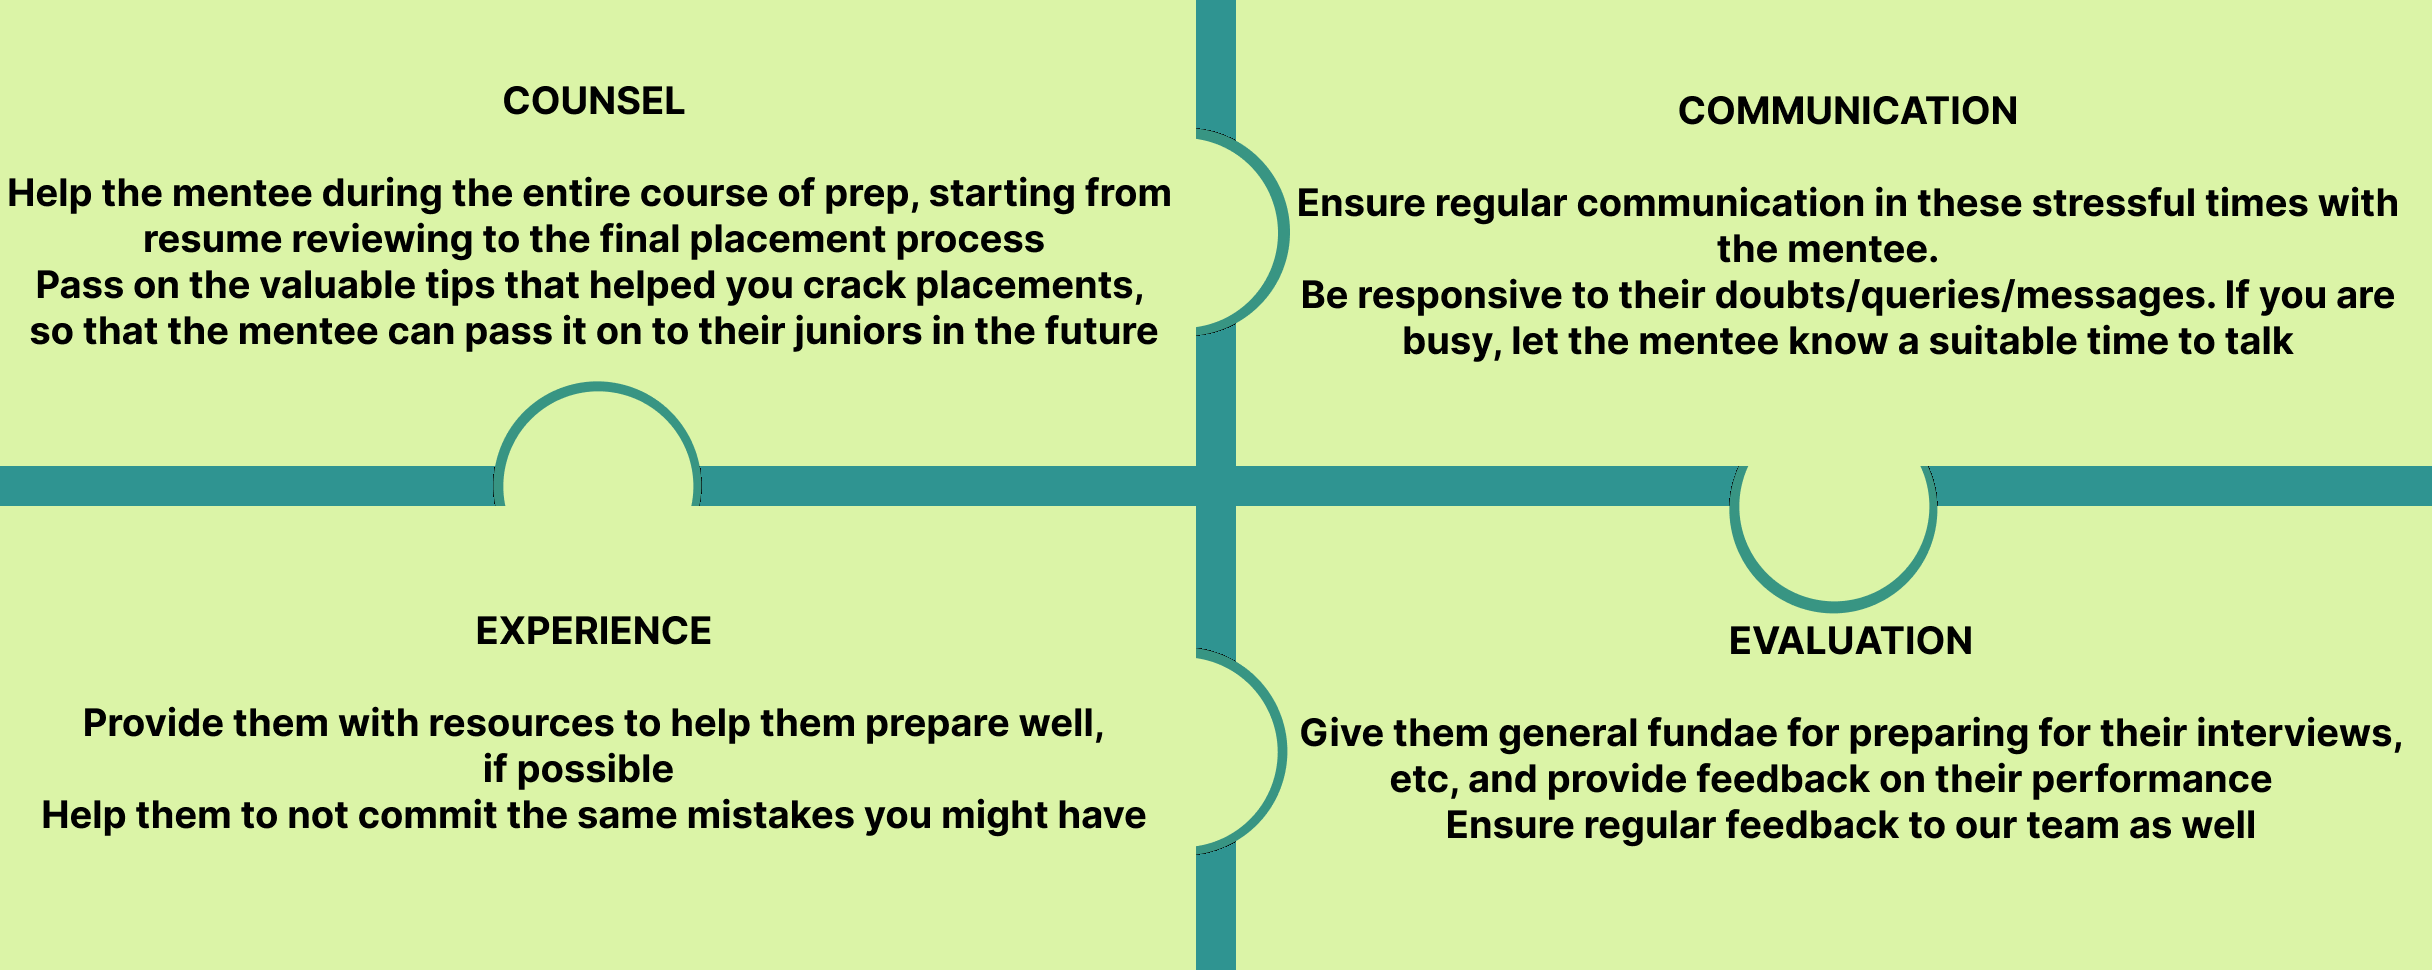 COUNSEL
Help the mentee during the entire course of prep, starting from
resume reviewing to the final placement process
Pass on the valuable tips that helped you crack placements,
so that the mentee can pass it on to their juniors in the future
COMMUNICATION
Ensure regular communication in these stressful times with
the mentee.
Be responsive to their doubts/queries/messages. If you are
busy, let the mentee know a suitable time to talk
EXPERIENCE
Provide them with resources to help them prepare well,
if possible
Help them to not commit the same mistakes you might have
EVALUATION
Give them general fundae for preparing for their interviews,
etc, and provide feedback on their performance
Ensure regular feedback to our team as well